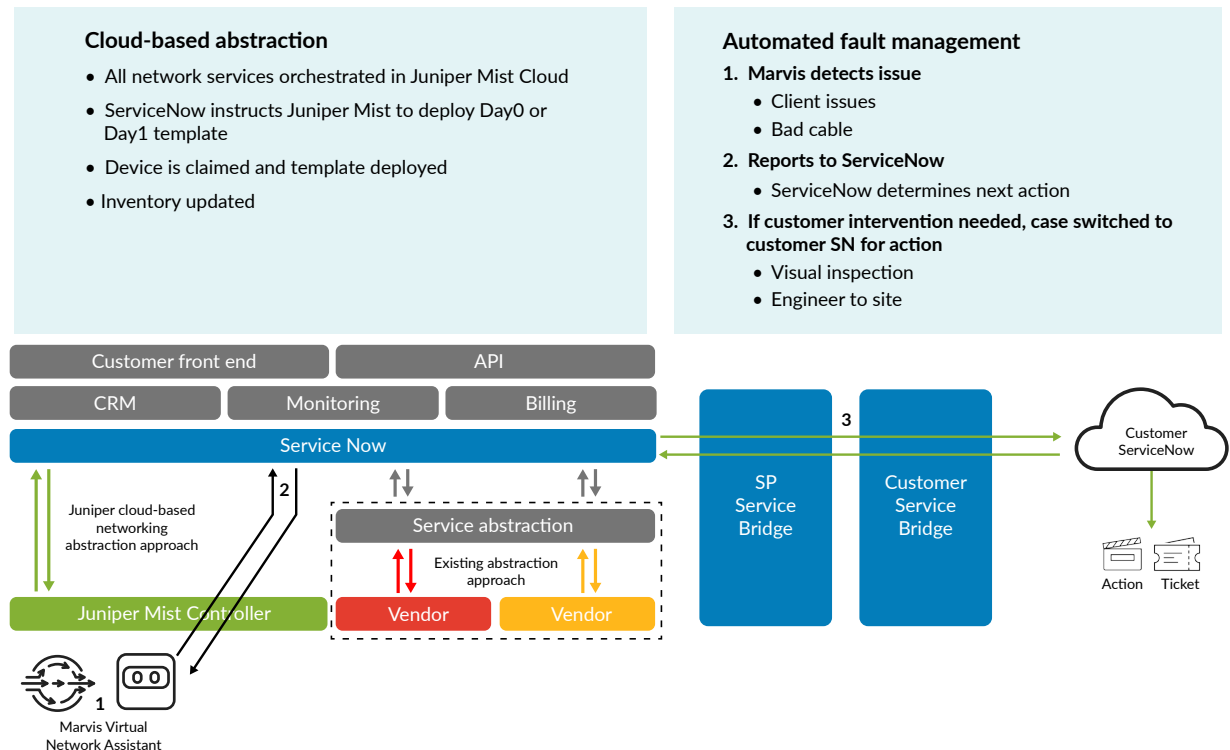 Cloud-based abstraction
• All network services orchestrated in Juniper Mist Cloud
• ServiceNow instructs Juniper Mist to deploy Day0 or
Day1 template
• Device is claimed and template deployed
• Inventory updated
Automated fault management
1. Marvis detects issue
• Client issues
• Bad cable
2. Reports to ServiceNow
• ServiceNow determines next action
3. If customer intervention needed, case switched to
customer SN for action
• Visual inspection
• Engineer to site
Customer front end
API
CRM
Monitoring
Billing
Service Now
2
Juniper cloud-based
networking
abstraction approach
Service abstraction
Existing abstraction
approach
Juniper Mist Controller
Vendor
Vendor
1
Marvis Virtual
Network Assistant
3
SP
Service
Bridge
Customer
Service
Bridge
Customer
ServiceNow
Action
Ticket